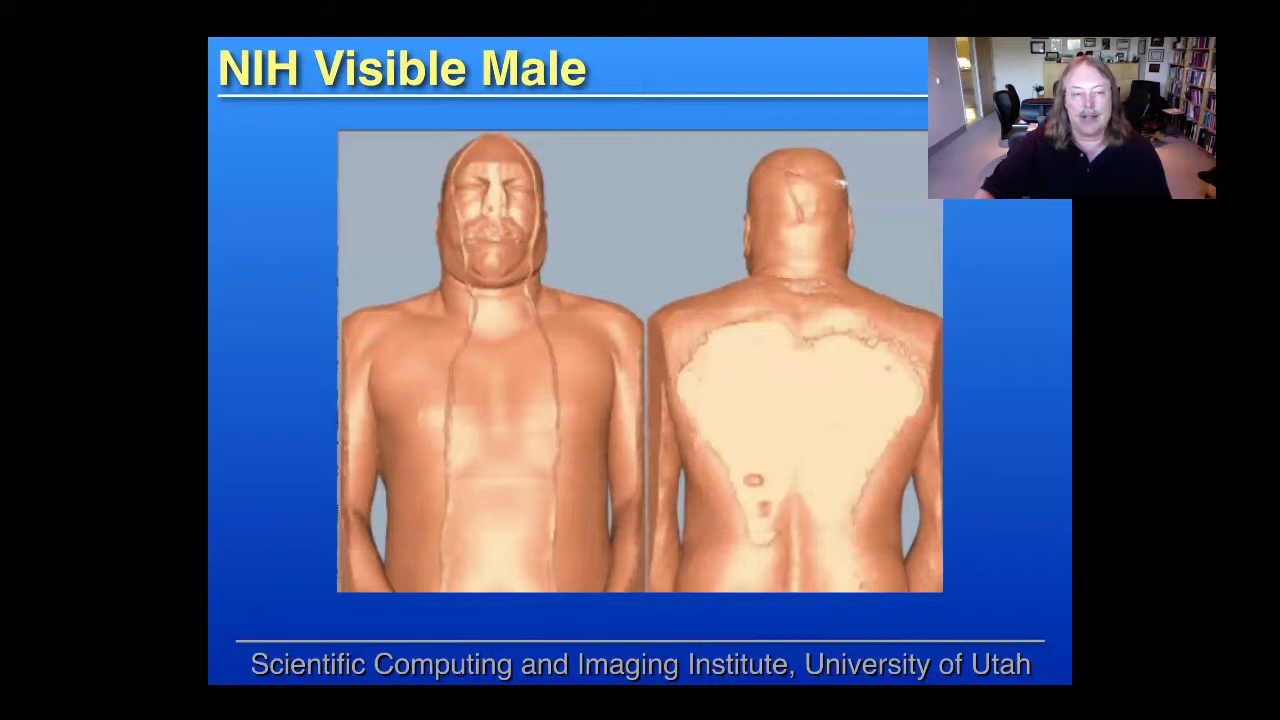 NIH Visible Male
Scientific Computing and Imaging Institute, University of Utah